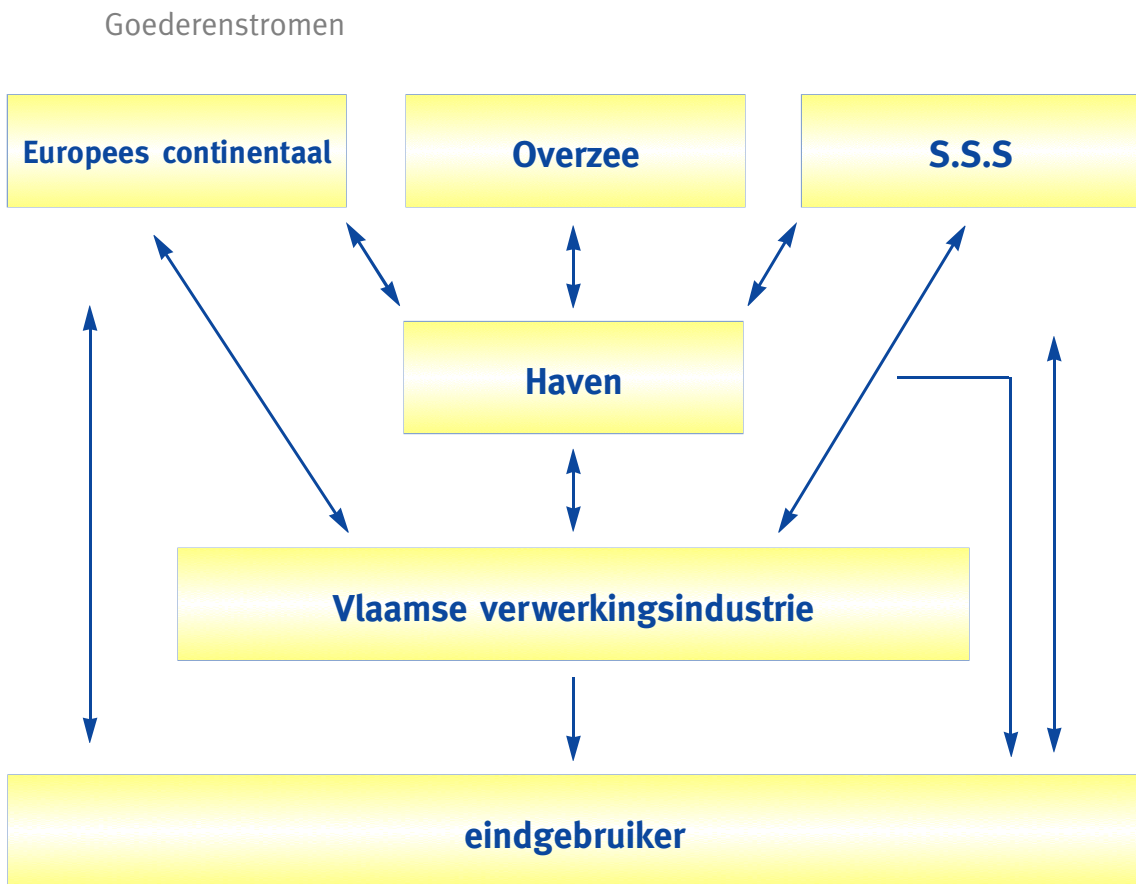 Goederenstromen
Europees continentaal
Overzee
S.S.S
Haven
Vlaamse verwerkingsindustrie
eindgebruiker